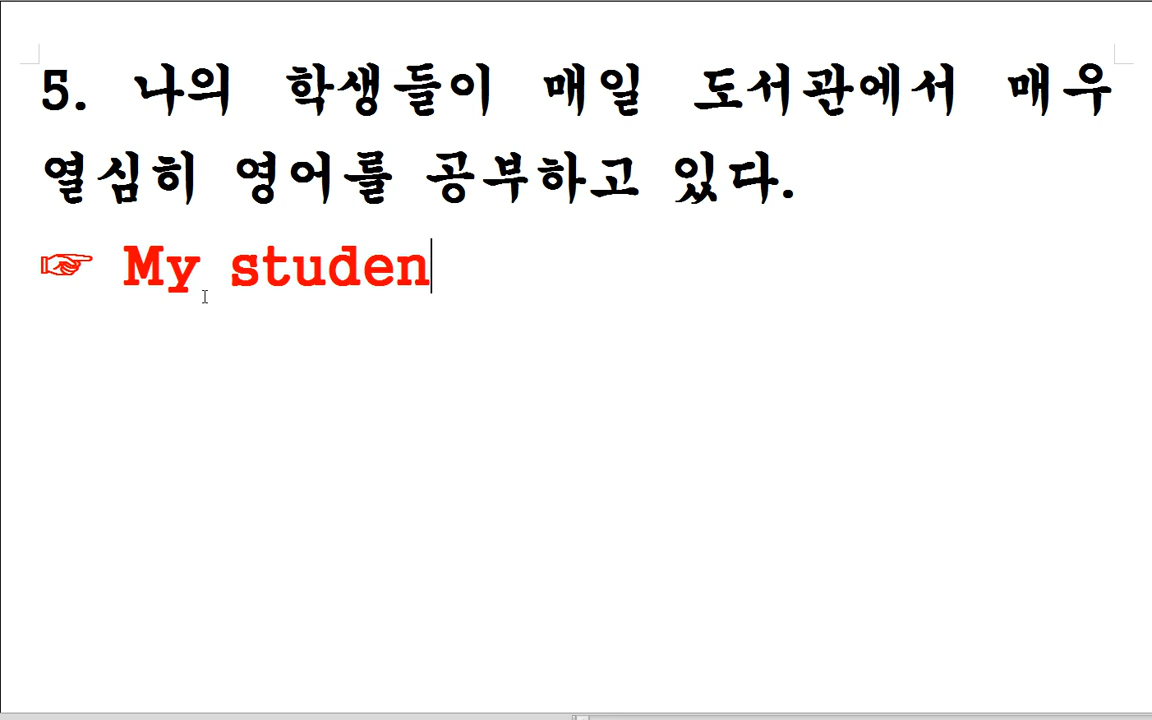 5. 나의 학생들이 매일 도서관에서 매우
열심히 영어를 공부하고 있다.
☞ My studen